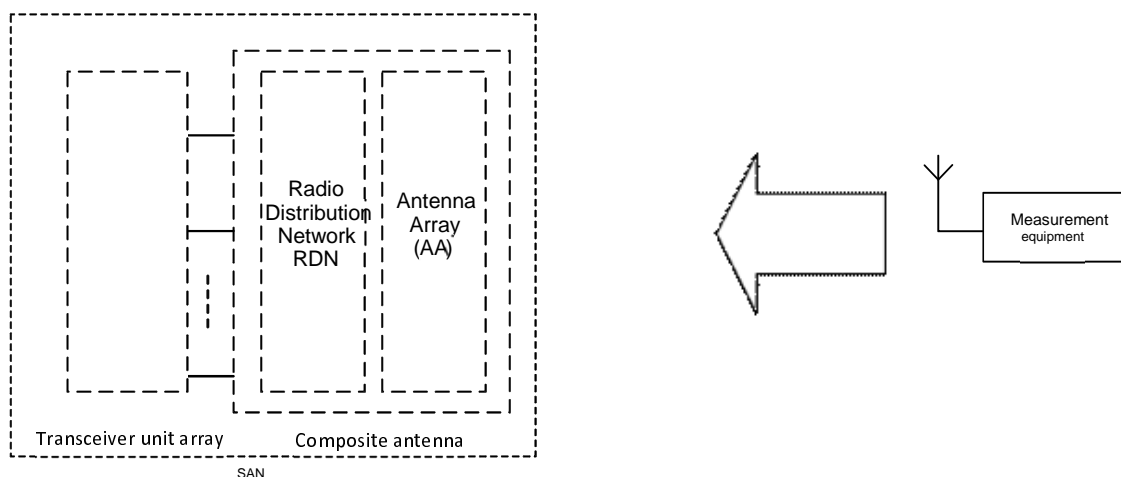 Radio
Distribution
Network
RDN
Antenna
Array
(AA)
Measurement
equipment
Transceiver unit array
Composite antenna
SAN